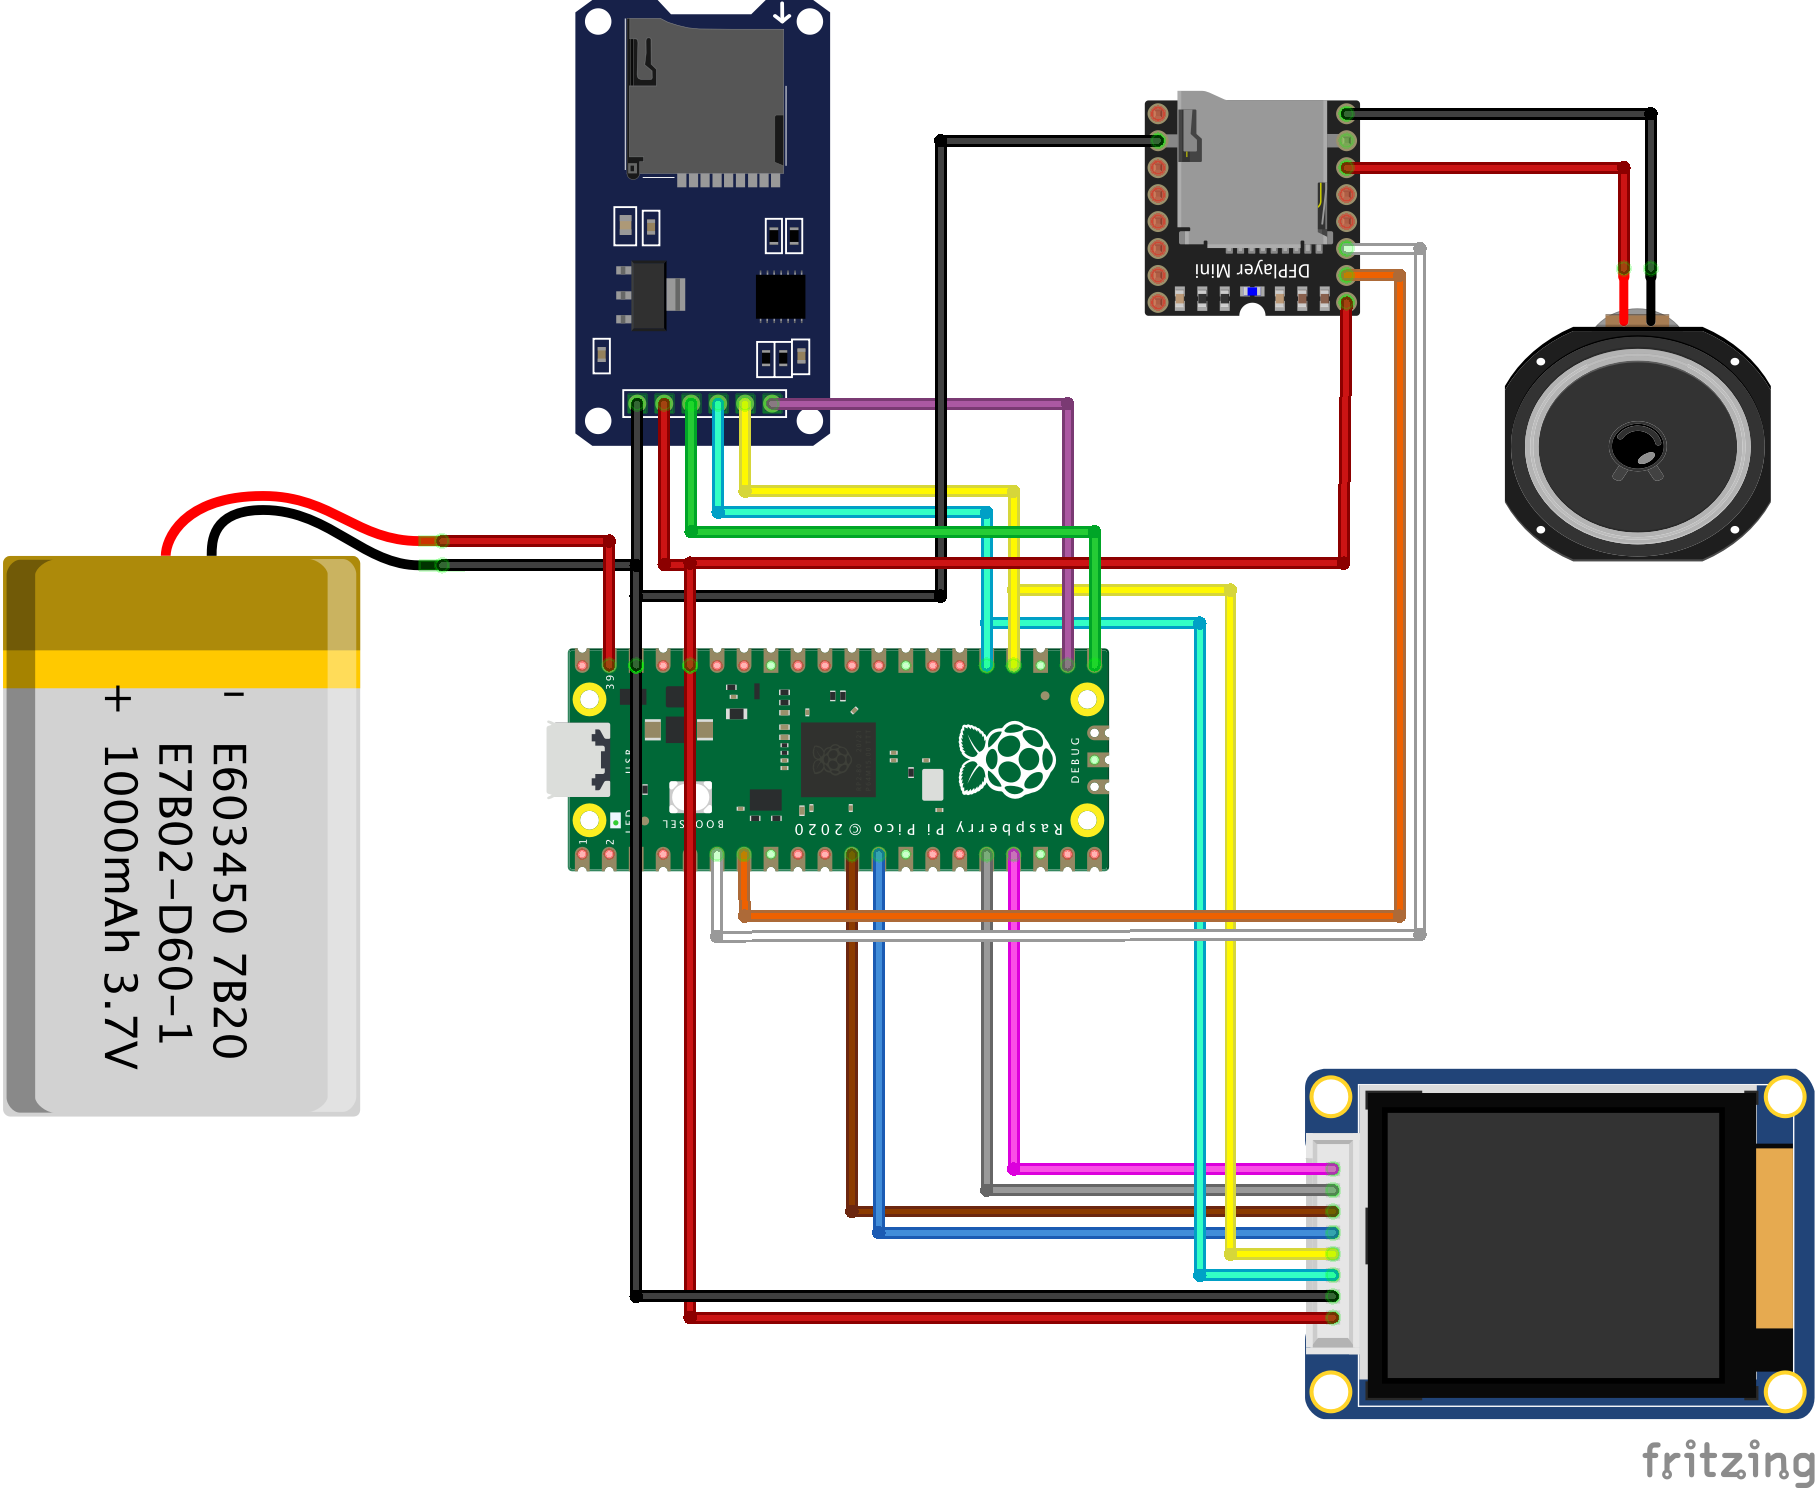 DFPlayer Mini
39
USB
LED
1
2
BOOTSEL
DEBUG
Raspberry Pi Pico ©2020
–
E603450 7B20
E7B02-D60-1
+ 1000mAh 3.7V
fritzing